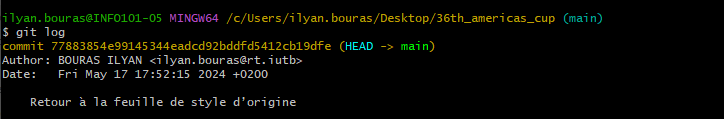 ilyan.bouras@INFO101-05 MINGW64 /c/Users/ilyan.bouras/Desktop/36th_americas_cup (main)
$ git log
commit 77883854e99145344eadcd92bddfd5412cb19dfe (HEAD -> main)
Author: BOURAS ILYAN <ilyan.bouras@rt.iutb>
Date:   Fri May 17 17:52:15 2024 +0200
    Retour à la feuille de style d'origine